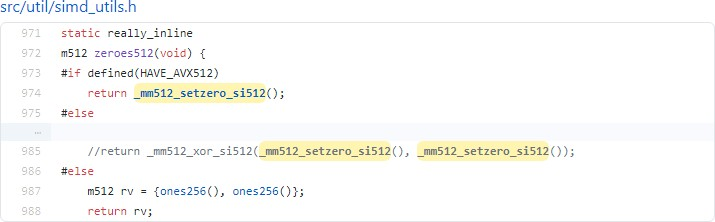 src/util/simd_utils.h
971 static really_inline
972 m512 zeroes512(void) {
973 #if defined(HAVE_AVX512)
974     return _mm512_setzero_si512();
975 #else
…
985     //return _mm512_xor_si512(_mm512_setzero_si512(), _mm512_setzero_si512());
986 #else
987     m512 rv = {ones256(), ones256()};
988     return rv;